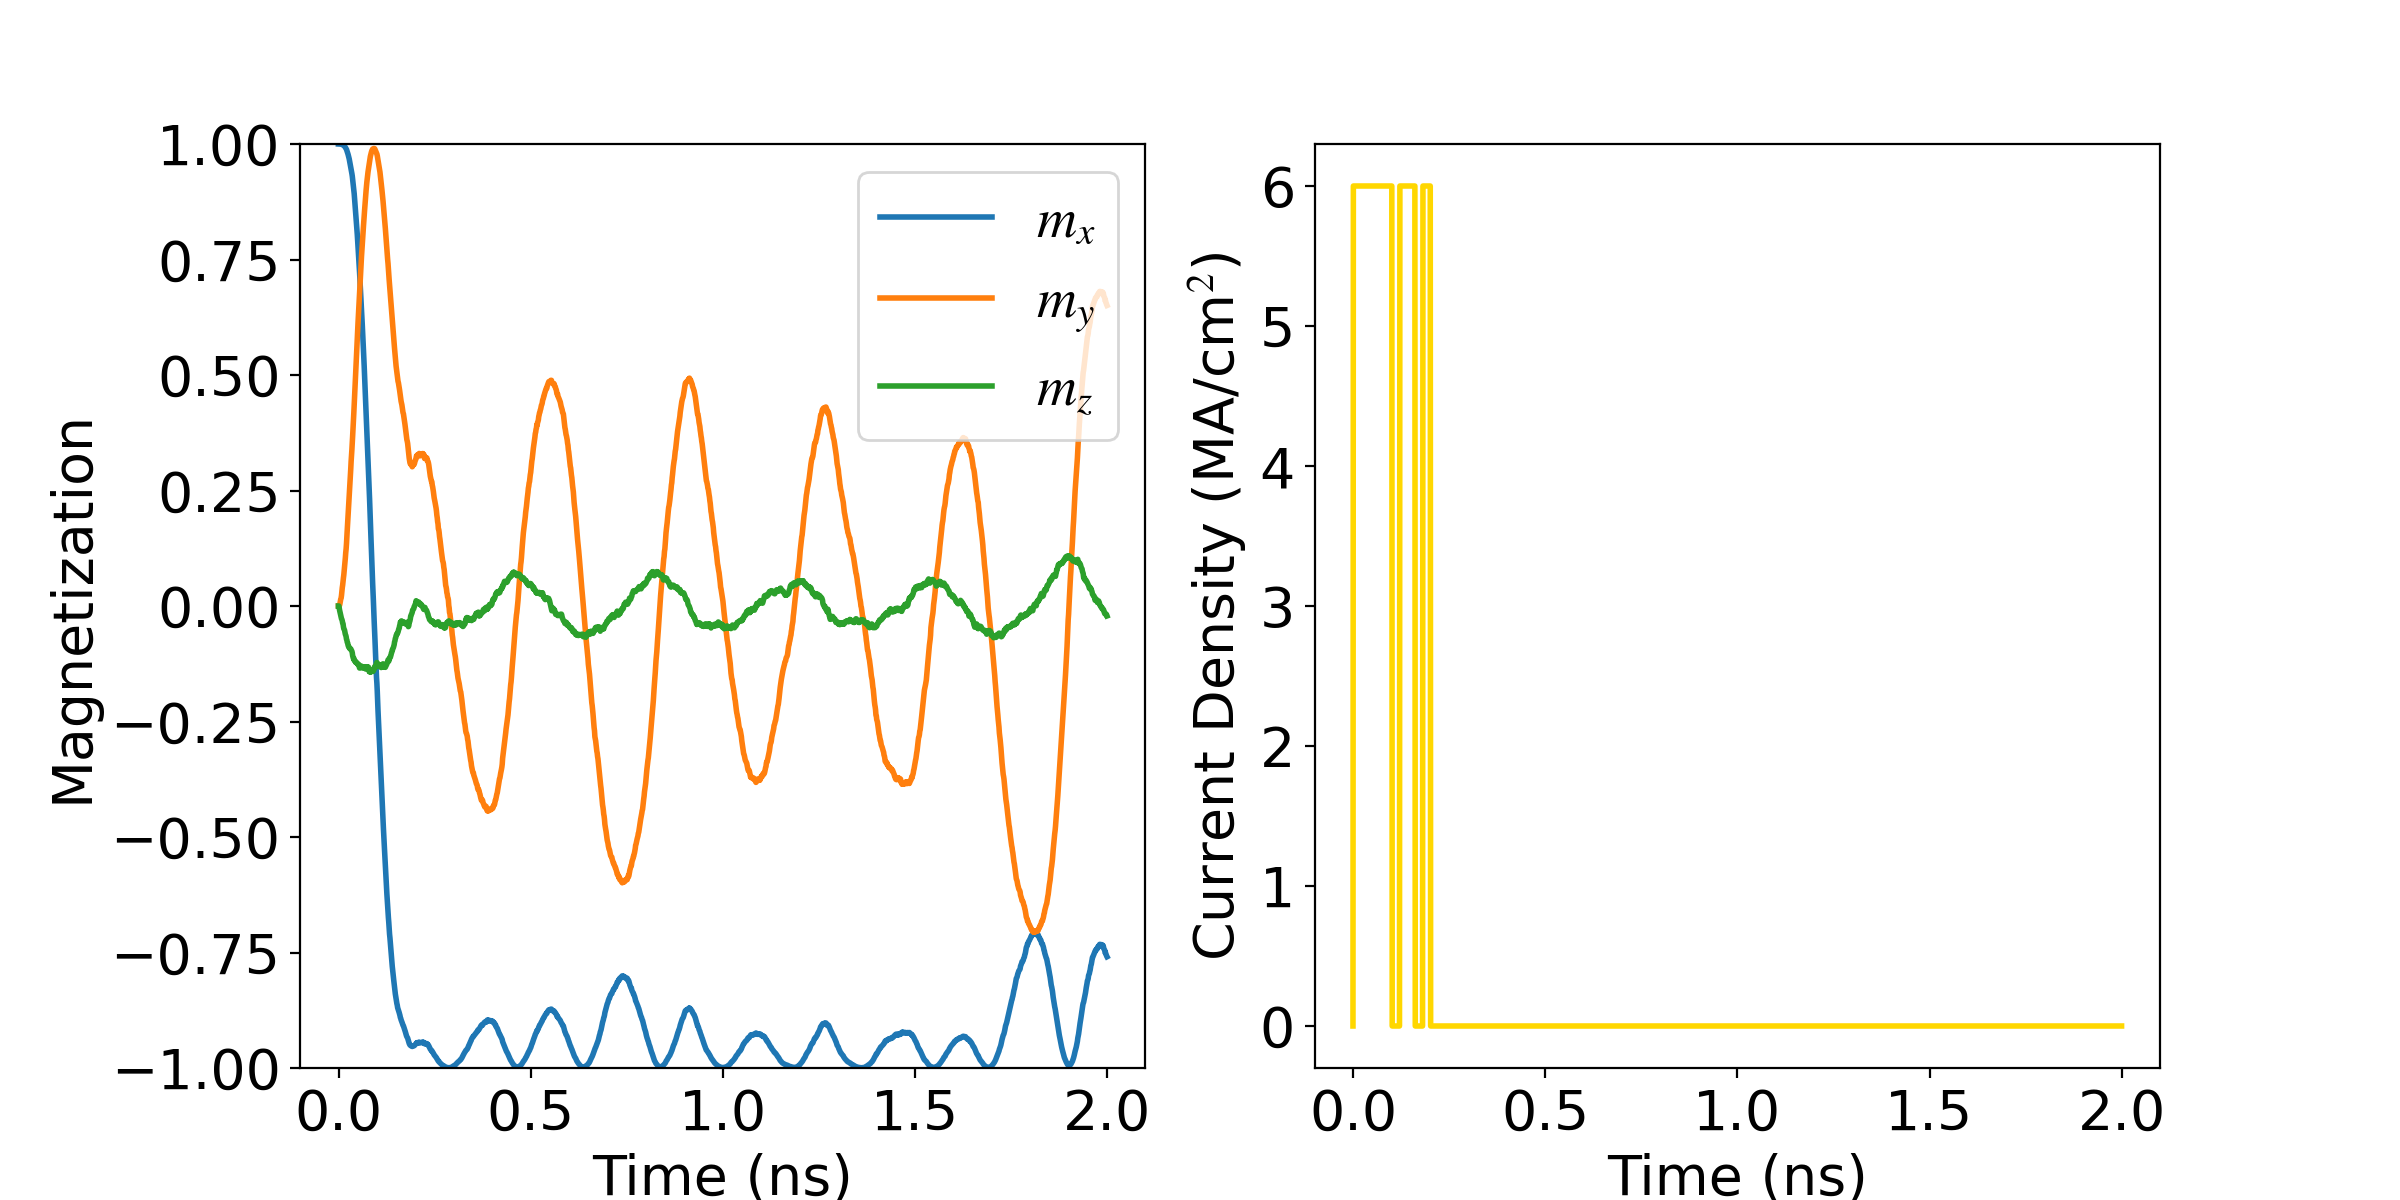 1.00
0.75
0.50
0.25
0.00
−0.25
−0.50
−0.75
−1.00
Magnetization
0.0 0.5 1.0 1.5 2.0
Time (ns)
m_x
m_y
m_z
6
5
4
3
2
1
0
Current Density (MA/cm²)
0.0 0.5 1.0 1.5 2.0
Time (ns)